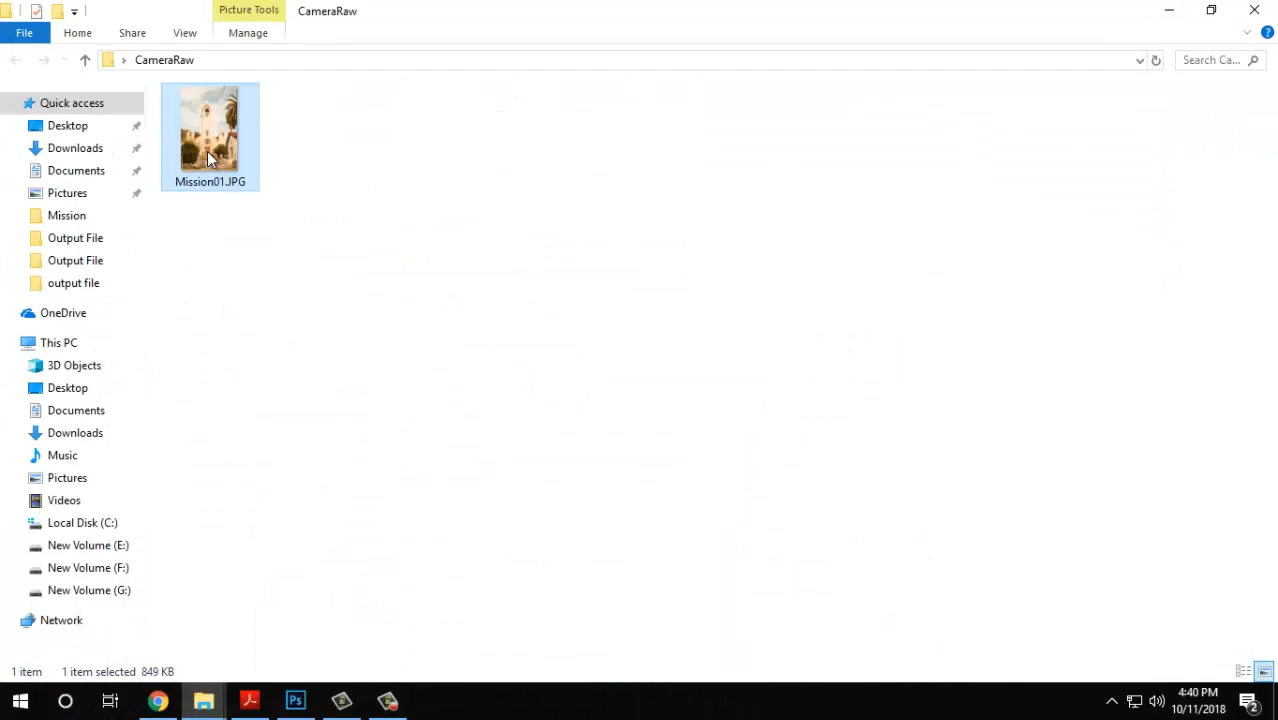 Picture Tools CameraRaw
File Home Share View Manage
CameraRaw Search Ca...
Quick access
Desktop
Downloads
Documents
Pictures
Mission
Output File
Output File
output file
OneDrive
This PC
3D Objects
Desktop
Documents
Downloads
Music
Pictures
Videos
Local Disk (C:)
New Volume (E:)
New Volume (F:)
New Volume (G:)
Network
Mission01.JPG
1 item 1 item selected 849 KB
Ps
4:40 PM
10/11/2018
2